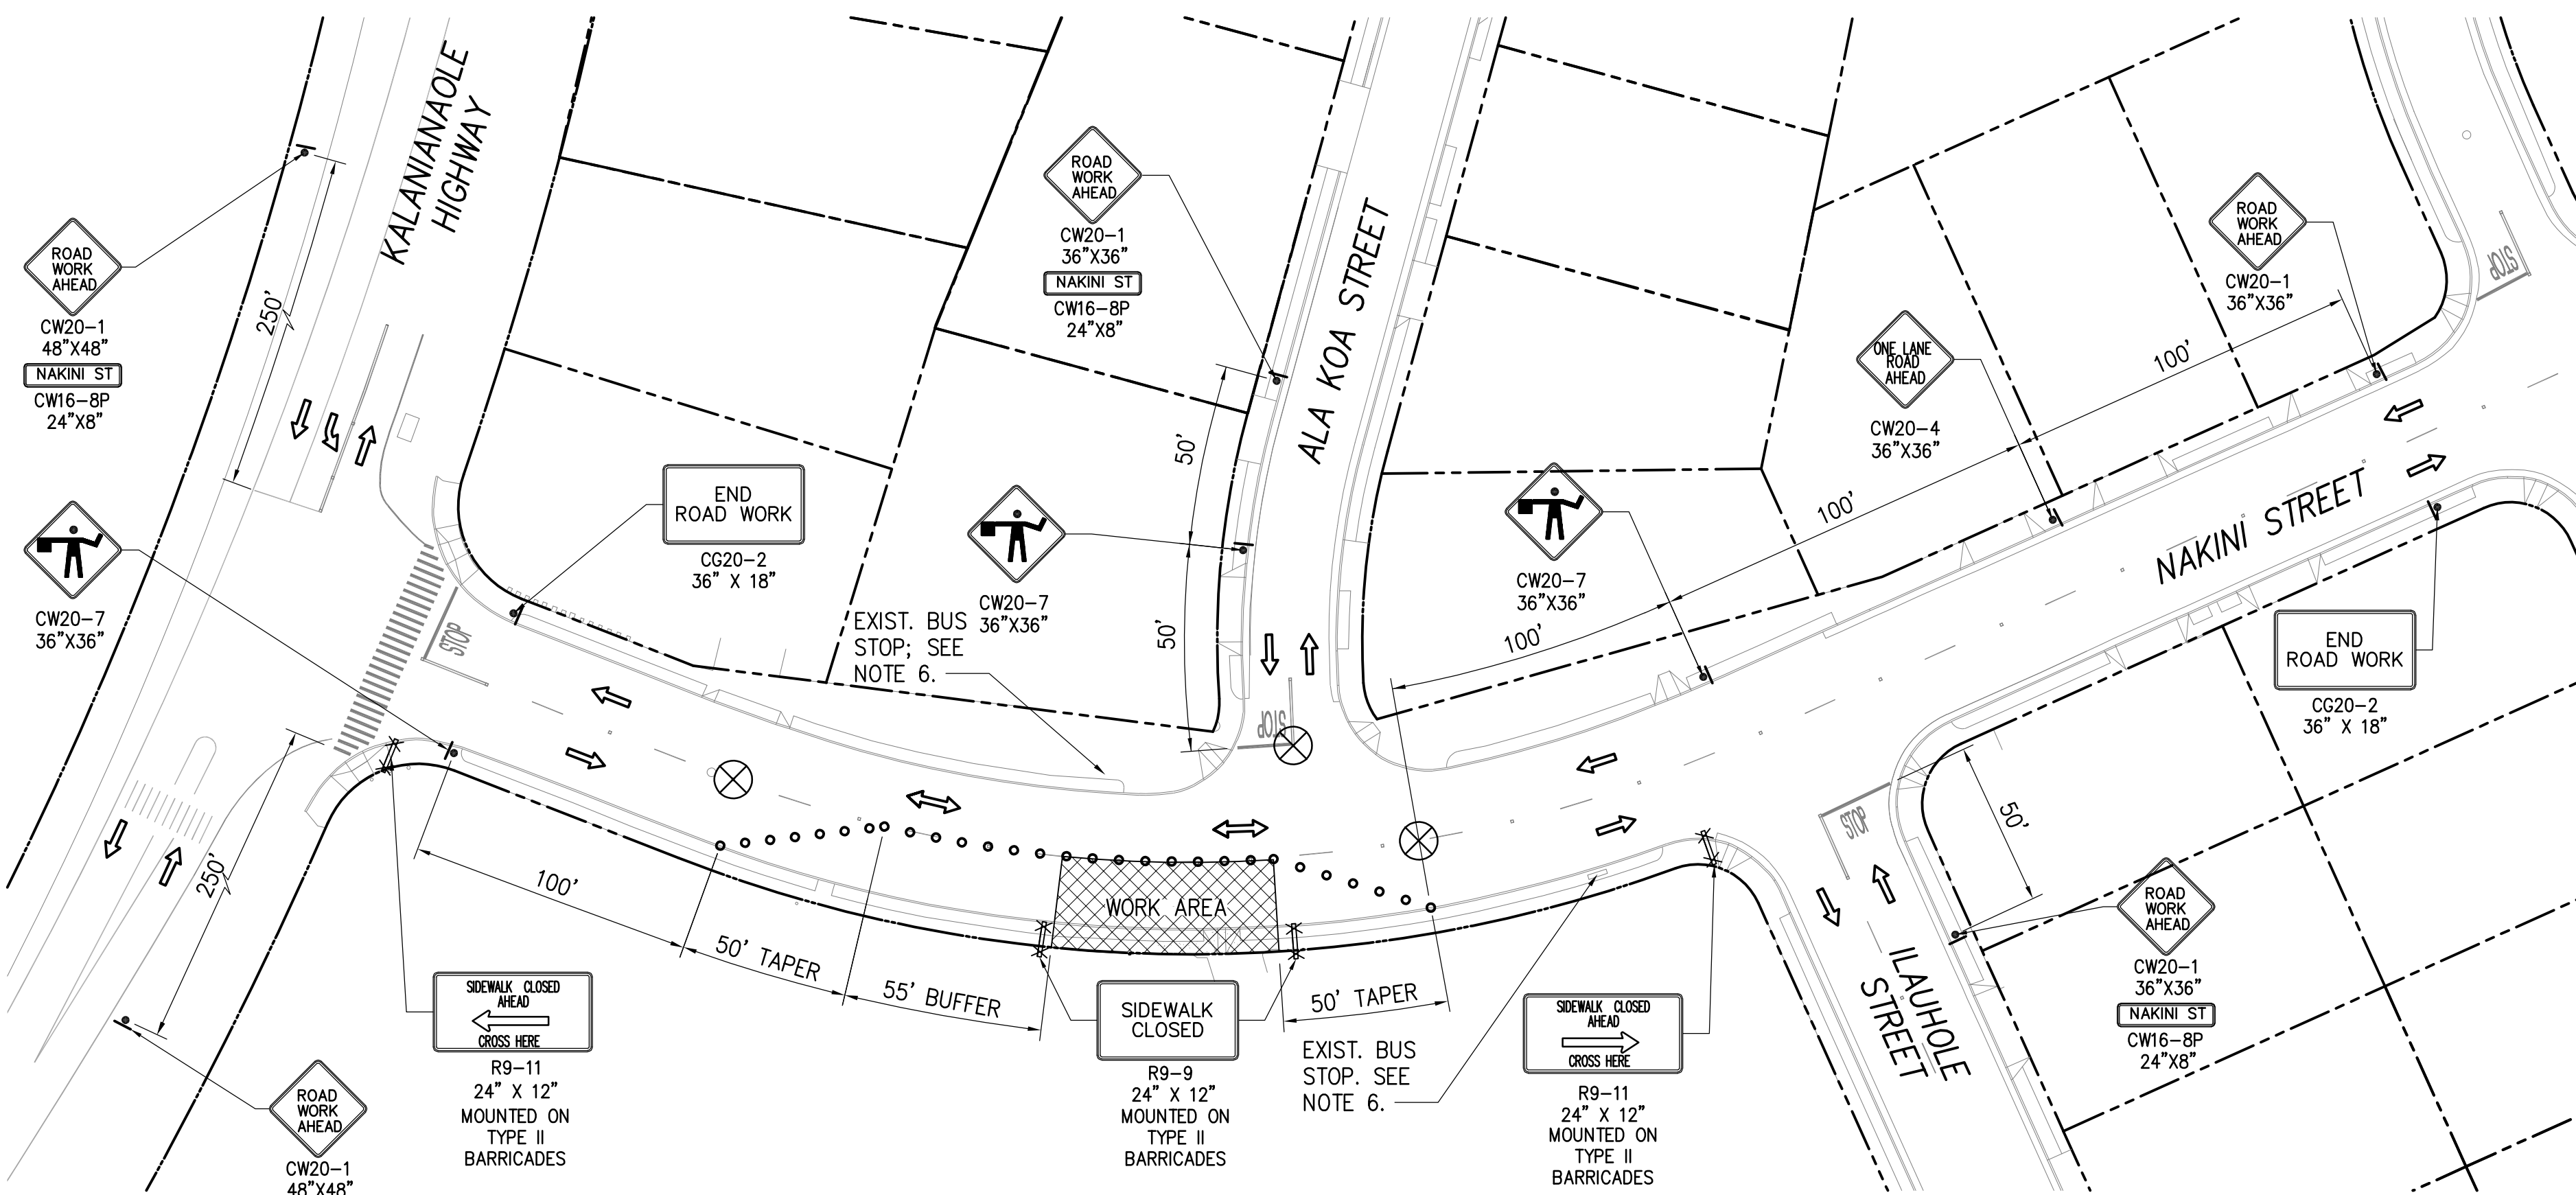 KALANIANAOLE
HIGHWAY
ROAD
WORK
AHEAD
CW20-1
48"X48"
NAKINI ST
CW16-8P
24"X8"
250'
CW20-7
36"X36"
END
ROAD WORK
CG20-2
36" X 18"
ROAD
WORK
AHEAD
CW20-1
36"X36"
NAKINI ST
CW16-8P
24"X8"
50'
50'
CW20-7
36"X36"
EXIST. BUS
STOP; SEE
NOTE 6.
ALA KOA STREET
STOP
STOP
CW20-7
36"X36"
100'
100'
100'
ONE LANE
ROAD
AHEAD
CW20-4
36"X36"
ROAD
WORK
AHEAD
CW20-1
36"X36"
STOP
NAKINI STREET
END
ROAD WORK
CG20-2
36" X 18"
250'
100'
50' TAPER
55' BUFFER
WORK AREA
50' TAPER
SIDEWALK CLOSED
AHEAD
CROSS HERE
R9-11
24" X 12"
MOUNTED ON
TYPE II
BARRICADES
SIDEWALK
CLOSED
R9-9
24" X 12"
MOUNTED ON
TYPE II
BARRICADES
EXIST. BUS
STOP. SEE
NOTE 6.
SIDEWALK CLOSED
AHEAD
CROSS HERE
R9-11
24" X 12"
MOUNTED ON
TYPE II
BARRICADES
STOP
50'
ILAUHOLE
STREET
ROAD
WORK
AHEAD
CW20-1
36"X36"
NAKINI ST
CW16-8P
24"X8"
ROAD
WORK
AHEAD
CW20-1
48"X48"